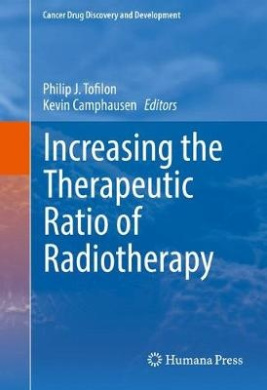 Cancer Drug Discovery and Development
Philip J. Tofilon
Kevin Camphausen Editors
Increasing the
Therapeutic
Ratio of
Radiotherapy
Humana Press